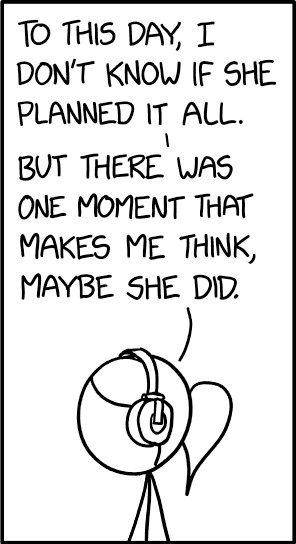 TO THIS DAY, I
DON'T KNOW IF SHE
PLANNED IT ALL.
BUT THERE WAS
ONE MOMENT THAT
MAKES ME THINK,
MAYBE SHE DID.